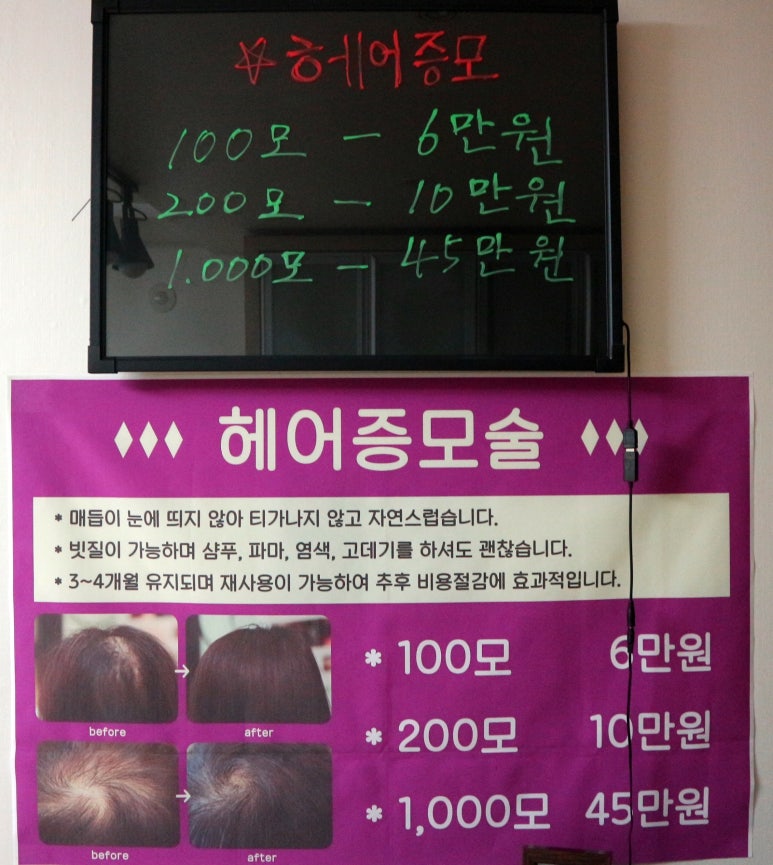 ☆헤어증모
100모 - 6만원
200모 - 10만원
1.000모 - 45만원
헤어증모술
* 매듭이 눈에 띄지 않아 티가나지 않고 자연스럽습니다.
* 빗질이 가능하며 샴푸, 파마, 염색, 고데기를 하셔도 괜찮습니다.
* 3~4개월 유지되며 재사용이 가능하여 추후 비용절감에 효과적입니다.
before → after
* 100모 6만원
* 200모 10만원
before → after
* 1,000모 45만원